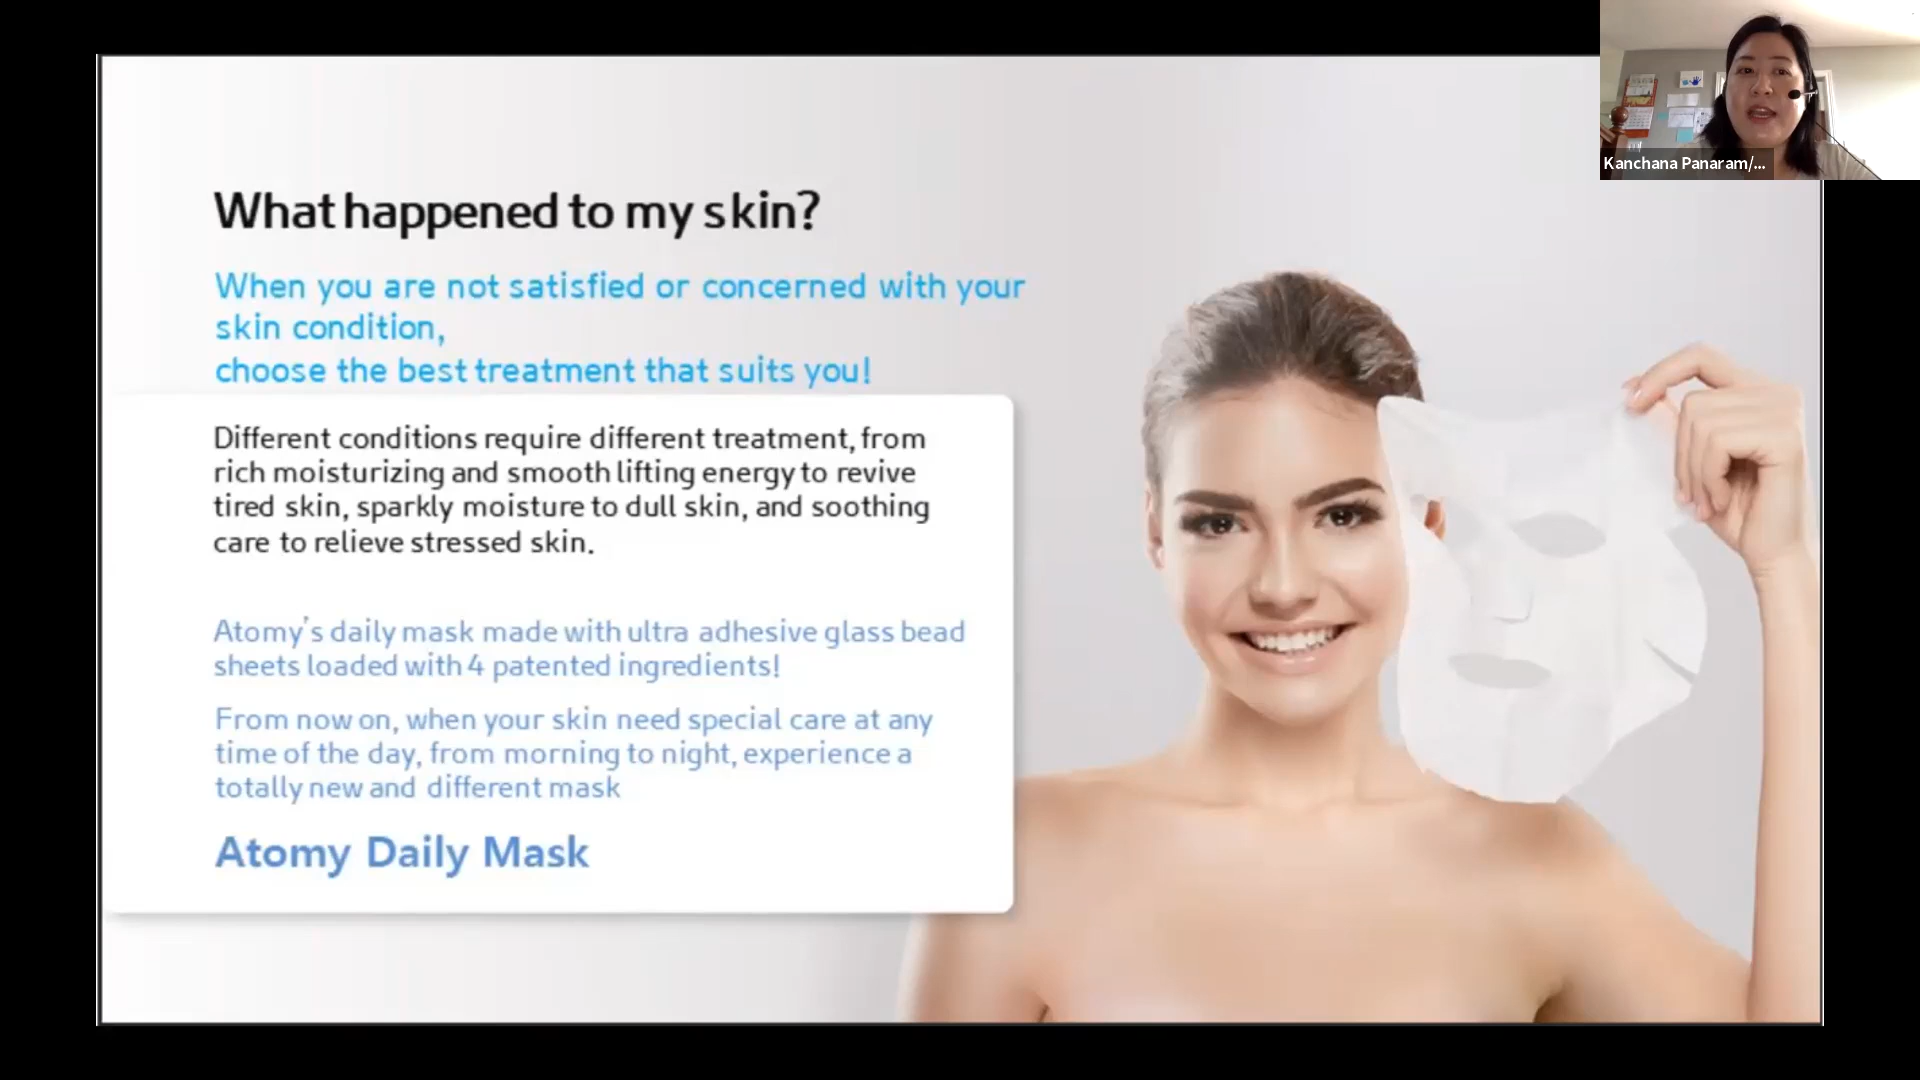 What happened to my skin?
When you are not satisfied or concerned with your
skin condition,
choose the best treatment that suits you!
Different conditions require different treatment, from
rich moisturizing and smooth lifting energy to revive
tired skin, sparkly moisture to dull skin, and soothing
care to relieve stressed skin.
Atomy's daily mask made with ultra adhesive glass bead
sheets loaded with 4 patented ingredients!
From now on, when your skin need special care at any
time of the day, from morning to night, experience a
totally new and different mask
Atomy Daily Mask
Kanchana Panaram/...